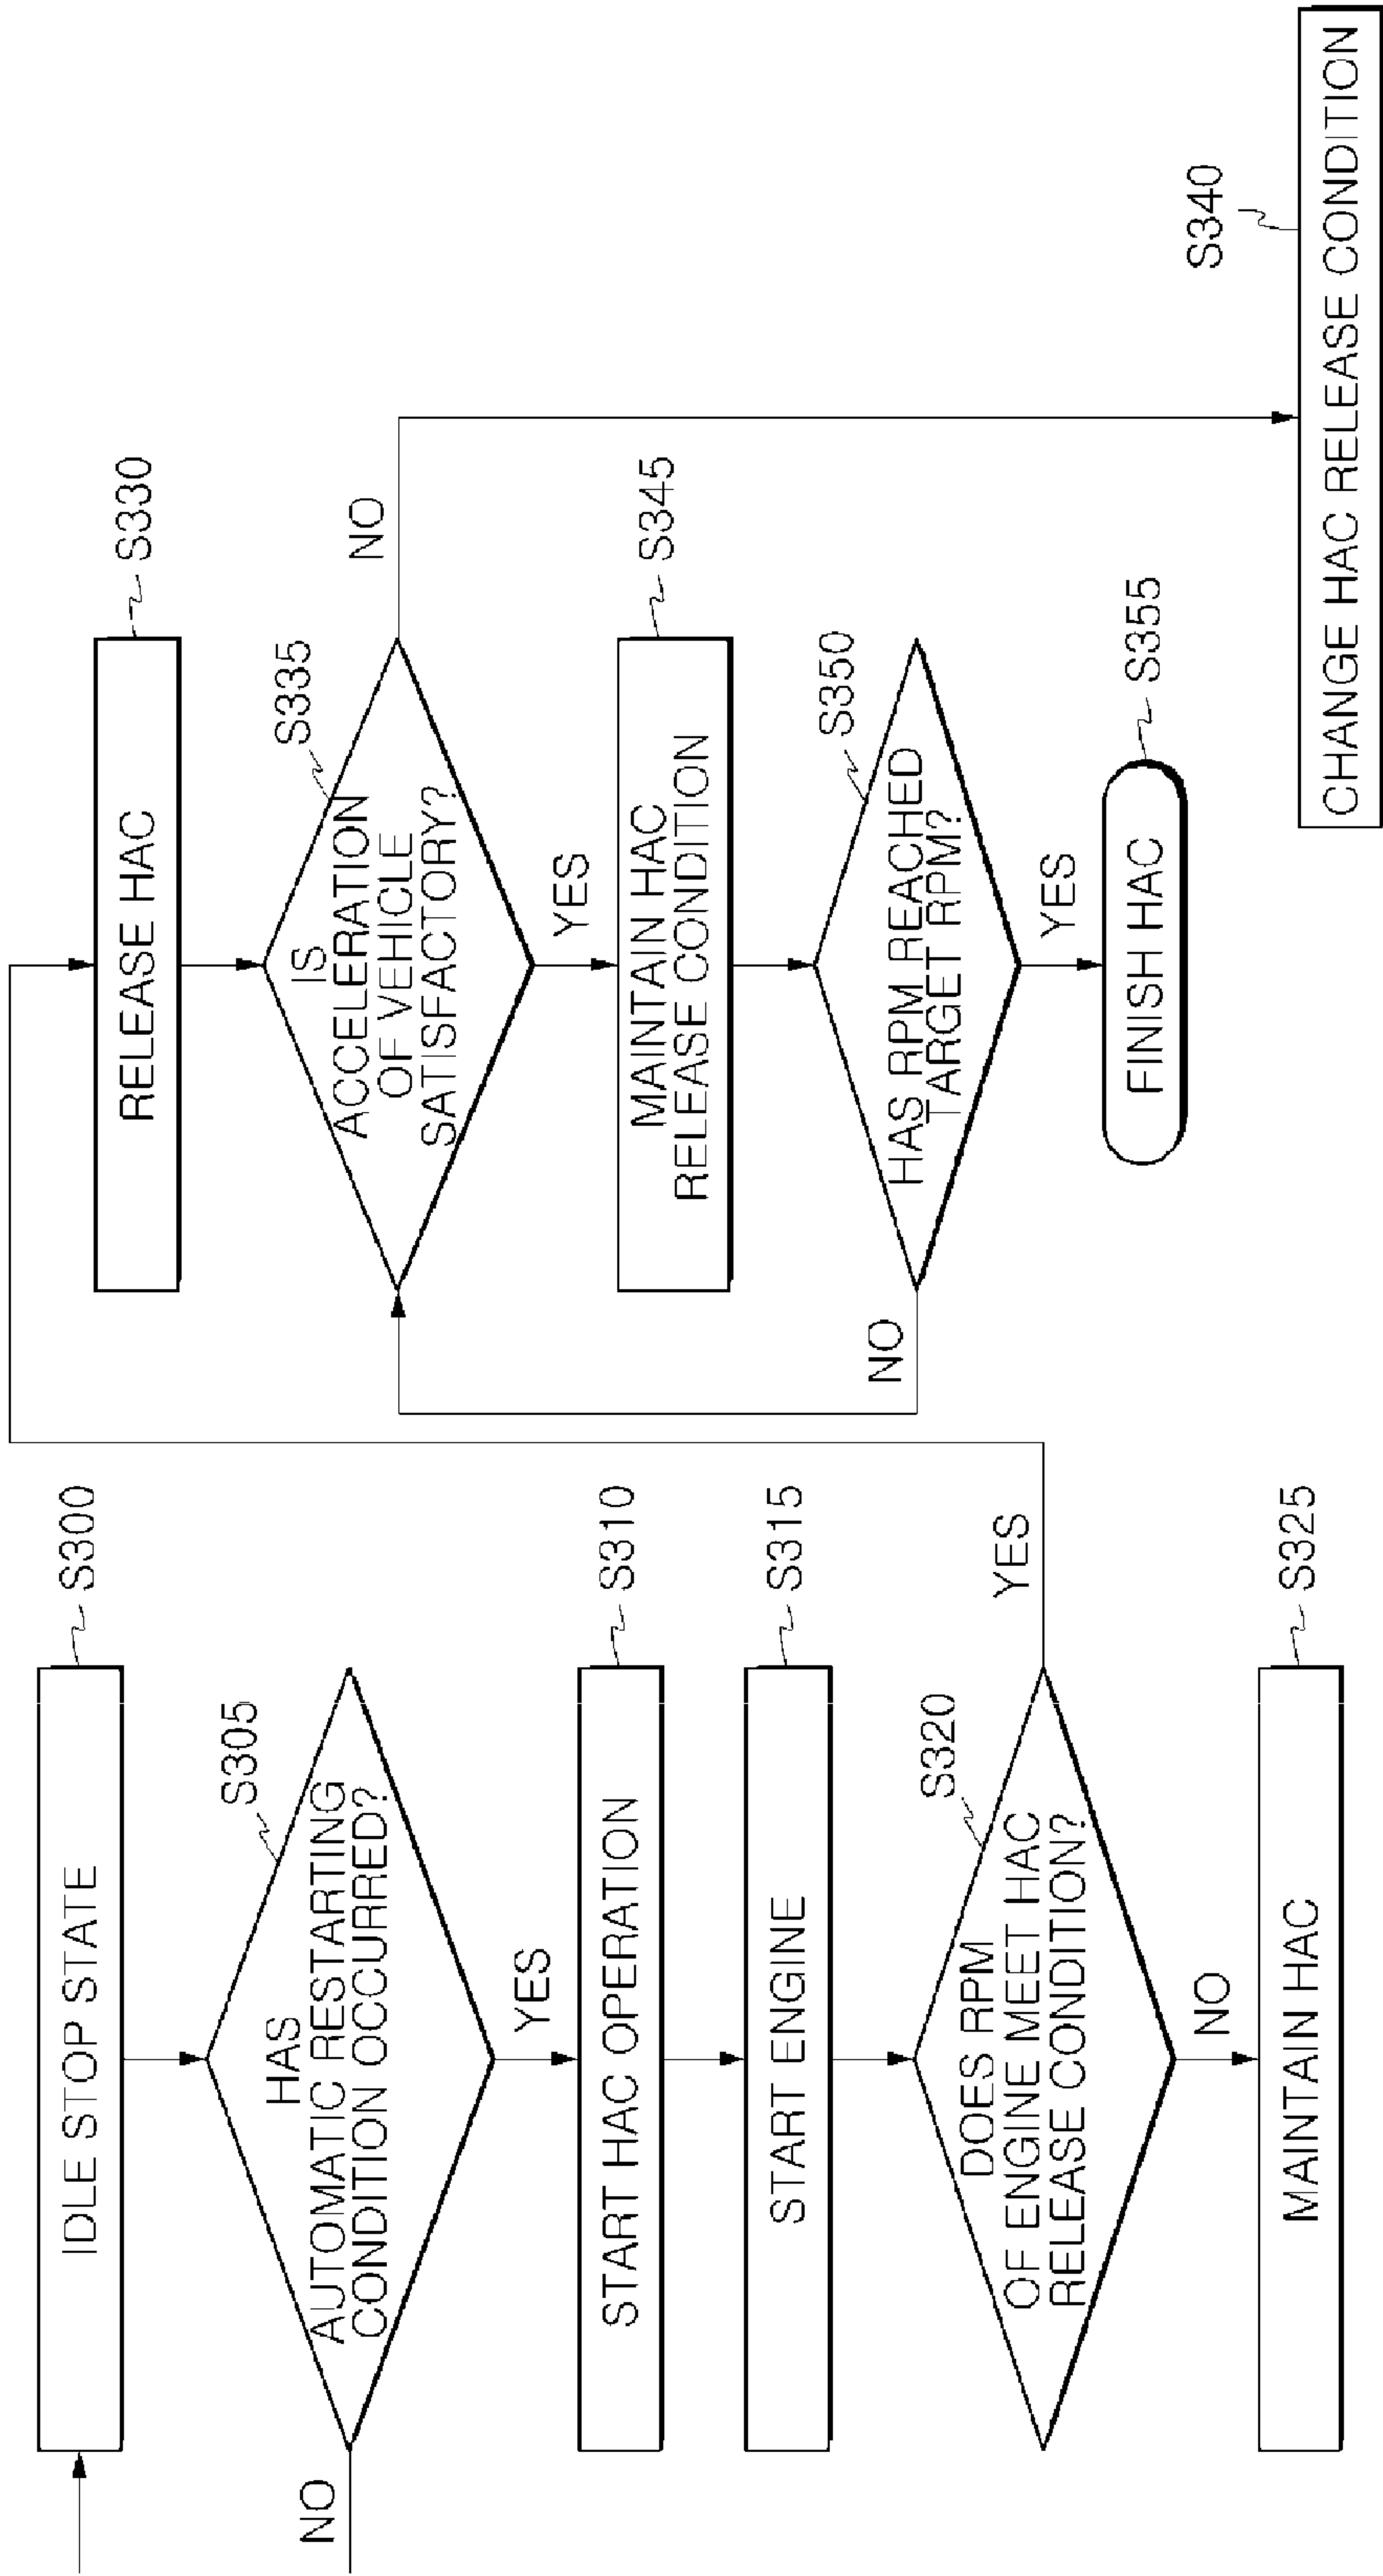 IDLE STOP STATE
S300
HAS
AUTOMATIC RESTARTING
CONDITION OCCURRED?
S305
NO
YES
START HAC OPERATION
S310
START ENGINE
S315
DOES RPM
OF ENGINE MEET HAC
RELEASE CONDITION?
S320
YES
NO
MAINTAIN HAC
S325
RELEASE HAC
S330
IS
ACCELERATION
OF VEHICLE
SATISFACTORY?
S335
NO
YES
MAINTAIN HAC
RELEASE CONDITION
S345
HAS RPM REACHED
TARGET RPM?
S350
NO
YES
FINISH HAC
S355
S340
CHANGE HAC RELEASE CONDITION